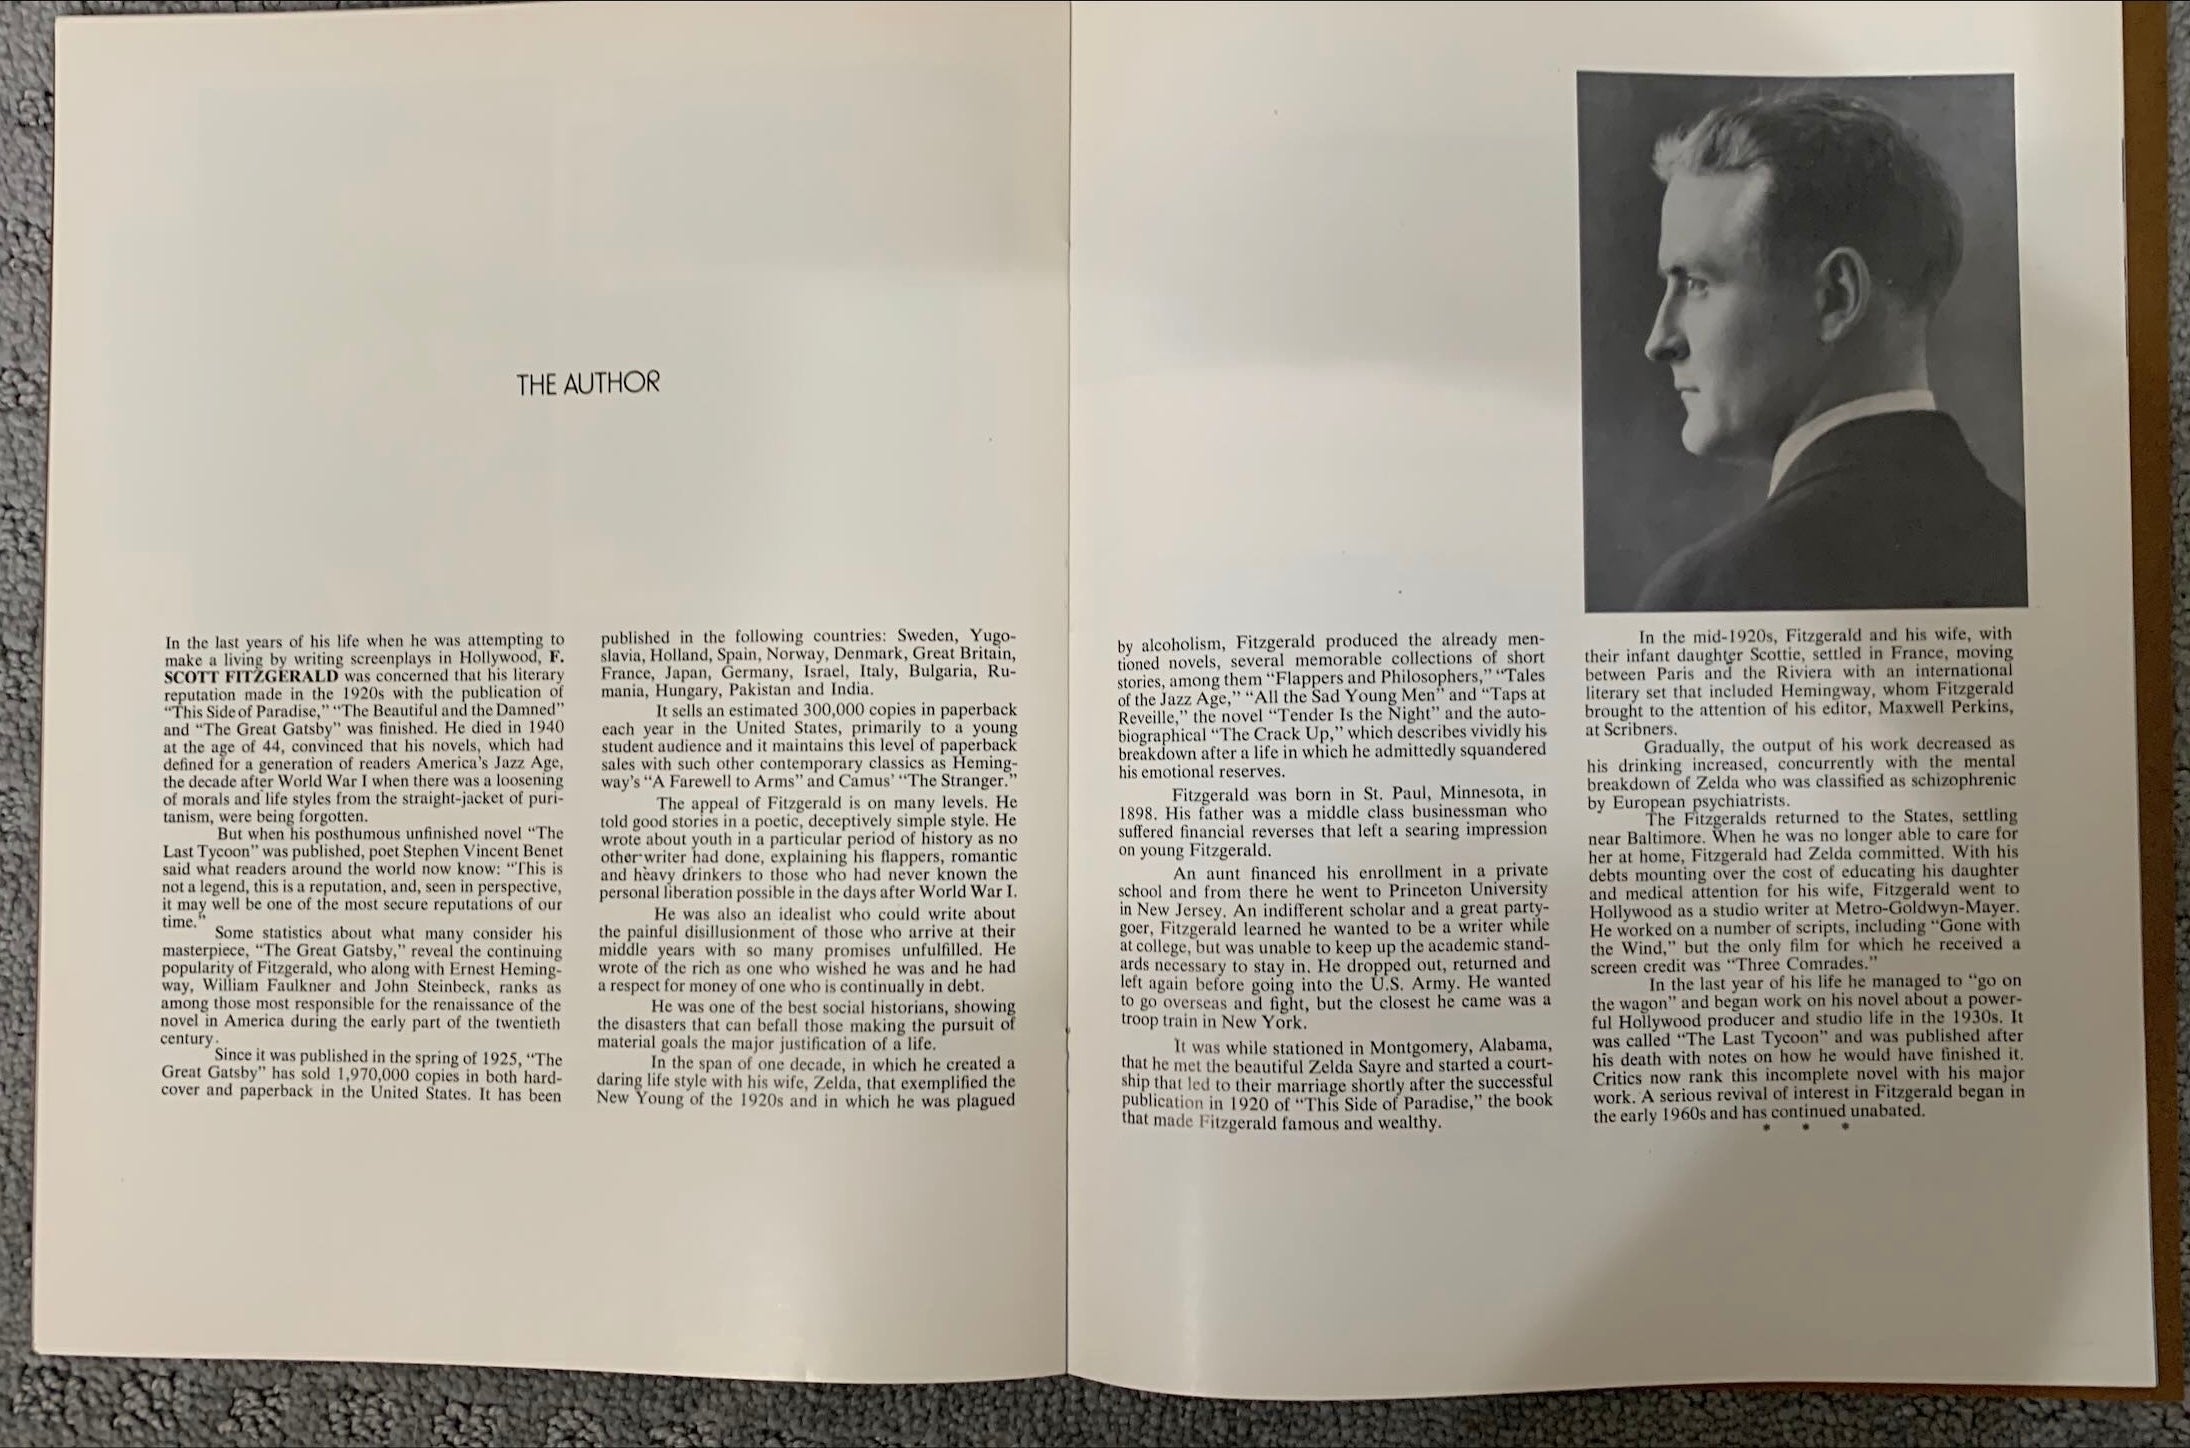 THE AUTHOR
In the last years of his life when he was attempting to
make a living by writing screenplays in Hollywood, F.
SCOTT FITZGERALD was concerned that his literary
reputation made in the 1920s with the publication of
“This Side of Paradise,” “The Beautiful and the Damned”
and “The Great Gatsby” was finished. He died in 1940
at the age of 44, convinced that his novels, which had
defined for a generation of readers America's Jazz Age,
the decade after World War I when there was a loosening
of morals and life styles from the straight-jacket of puri-
tanism, were being forgotten.
But when his posthumous unfinished novel “The
Last Tycoon” was published, poet Stephen Vincent Benet
said what readers around the world now know: “This is
not a legend, this is a reputation, and, seen in perspective,
it may well be one of the most secure reputations of our
time.”
Some statistics about what many consider his
masterpiece, “The Great Gatsby,” reveal the continuing
popularity of Fitzgerald, who along with Ernest Heming-
way, William Faulkner and John Steinbeck, ranks as
among those most responsible for the renaissance of the
novel in America during the early part of the twentieth
century.
Since it was published in the spring of 1925, “The
Great Gatsby” has sold 1,970,000 copies in both hard-
cover and paperback in the United States. It has been
published in the following countries: Sweden, Yugo-
slavia, Holland, Spain, Norway, Denmark, Great Britain,
France, Japan, Germany, Israel, Italy, Bulgaria, Ru-
mania, Hungary, Pakistan and India.
It sells an estimated 300,000 copies in paperback
each year in the United States, primarily to a young
student audience and it maintains this level of paperback
sales with such other contemporary classics as Heming-
way's “A Farewell to Arms” and Camus' “The Stranger.”
The appeal of Fitzgerald is on many levels. He
told good stories in a poetic, deceptively simple style. He
wrote about youth in a particular period of history as no
other writer had done, explaining his flappers, romantic
and heavy drinkers to those who had never known the
personal liberation possible in the days after World War I.
He was also an idealist who could write about
the painful disillusionment of those who arrive at their
middle years with so many promises unfulfilled. He
wrote of the rich as one who wished he was and he had
a respect for money of one who is continually in debt.
He was one of the best social historians, showing
the disasters that can befall those making the pursuit of
material goals the major justification of a life.
In the span of one decade, in which he created a
daring life style with his wife, Zelda, that exemplified the
New Young of the 1920s and in which he was plagued
by alcoholism, Fitzgerald produced the already men-
tioned novels, several memorable collections of short
stories, among them “Flappers and Philosophers,” “Tales
of the Jazz Age,” “All the Sad Young Men” and “Taps at
Reveille,” the novel “Tender Is the Night” and the auto-
biographical “The Crack Up,” which describes vividly his
breakdown after a life in which he admittedly squandered
his emotional reserves.
Fitzgerald was born in St. Paul, Minnesota, in
1898. His father was a middle class businessman who
suffered financial reverses that left a searing impression
on young Fitzgerald.
An aunt financed his enrollment in a private
school and from there he went to Princeton University
in New Jersey. An indifferent scholar and a great party-
goer, Fitzgerald learned he wanted to be a writer while
at college, but was unable to keep up the academic stand-
ards necessary to stay in. He dropped out, returned and
left again before going into the U.S. Army. He wanted
to go overseas and fight, but the closest he came was a
troop train in New York.
It was while stationed in Montgomery, Alabama,
that he met the beautiful Zelda Sayre and started a court-
ship that led to their marriage shortly after the successful
publication in 1920 of “This Side of Paradise,” the book
that made Fitzgerald famous and wealthy.
In the mid-1920s, Fitzgerald and his wife, with
their infant daughter Scottie, settled in France, moving
between Paris and the Riviera with an international
literary set that included Hemingway, whom Fitzgerald
brought to the attention of his editor, Maxwell Perkins,
at Scribners.
Gradually, the output of his work decreased as
his drinking increased, concurrently with the mental
breakdown of Zelda who was classified as schizophrenic
by European psychiatrists.
The Fitzgeralds returned to the States, settling
near Baltimore. When he was no longer able to care for
her at home, Fitzgerald had Zelda committed. With his
debts mounting over the cost of educating his daughter
and medical attention for his wife, Fitzgerald went to
Hollywood as a studio writer at Metro-Goldwyn-Mayer.
He worked on a number of scripts, including “Gone with
the Wind,” but the only film for which he received a
screen credit was “Three Comrades.”
In the last year of his life he managed to “go on
the wagon” and began work on his novel about a power-
ful Hollywood producer and studio life in the 1930s. It
was called “The Last Tycoon” and was published after
his death with notes on how he would have finished it.
Critics now rank this incomplete novel with his major
work. A serious revival of interest in Fitzgerald began in
the early 1960s and has continued unabated.
* * *